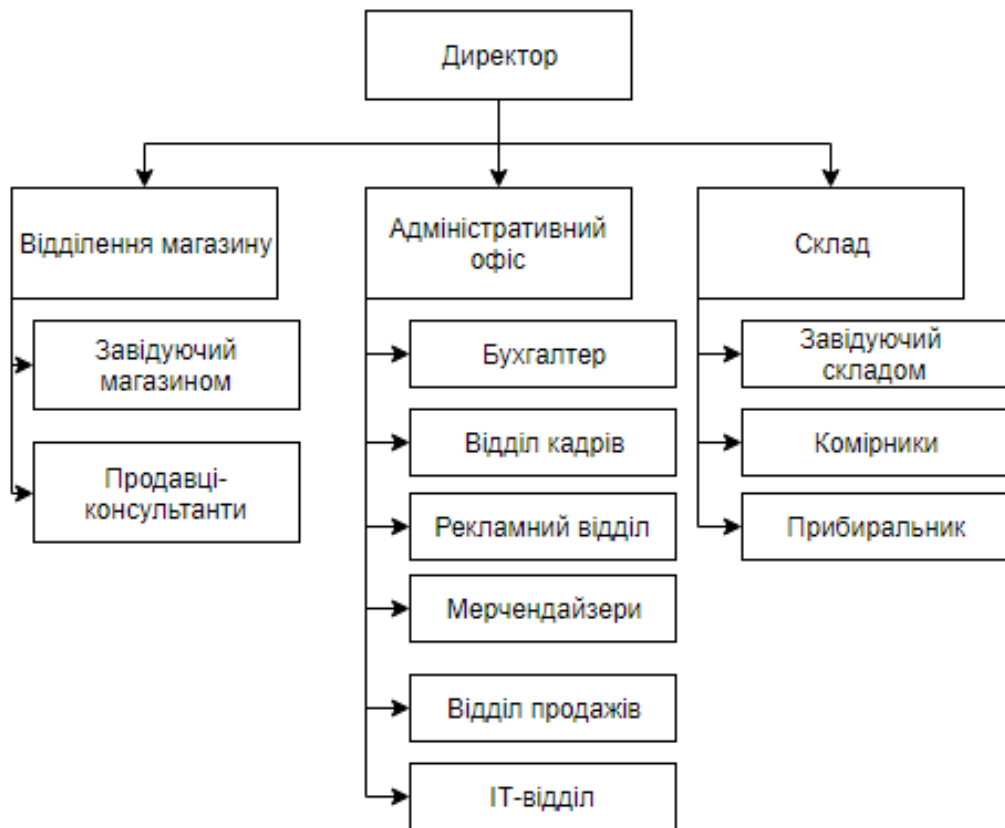 Директор
Відділення магазину
Адміністративний
офіс
Склад
Завідуючий
магазином
Продавці-
консультанти
Бухгалтер
Відділ кадрів
Рекламний відділ
Мерчендайзери
Відділ продажів
ІТ-відділ
Завідуючий
складом
Комірники
Прибиральник